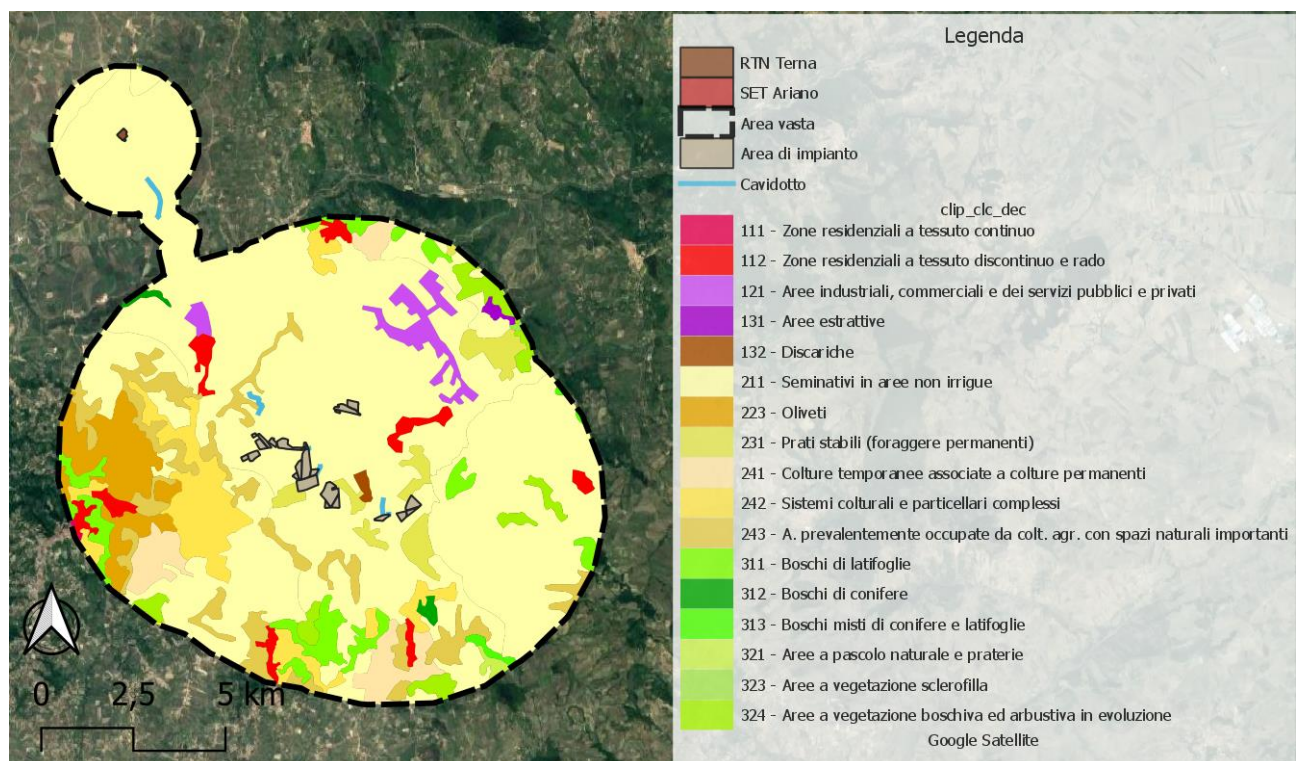 Legenda
RTN Terna
SET Ariano
Area vasta
Area di impianto
Cavidotto
clip_clc_dec
111 - Zone residenziali a tessuto continuo
112 - Zone residenziali a tessuto discontinuo e rado
121 - Aree industriali, commerciali e dei servizi pubblici e privati
131 - Aree estrattive
132 - Discariche
211 - Seminativi in aree non irrigue
223 - Oliveti
231 - Prati stabili (foraggere permanenti)
241 - Colture temporanee associate a colture permanenti
242 - Sistemi colturali e particellari complessi
243 - A. prevalentemente occupate da colt. agr. con spazi naturali importanti
311 - Boschi di latifoglie
312 - Boschi di conifere
313 - Boschi misti di conifere e latifoglie
321 - Aree a pascolo naturale e praterie
323 - Aree a vegetazione sclerofilla
324 - Aree a vegetazione boschiva ed arbustiva in evoluzione
Google Satellite
0 2,5 5 km